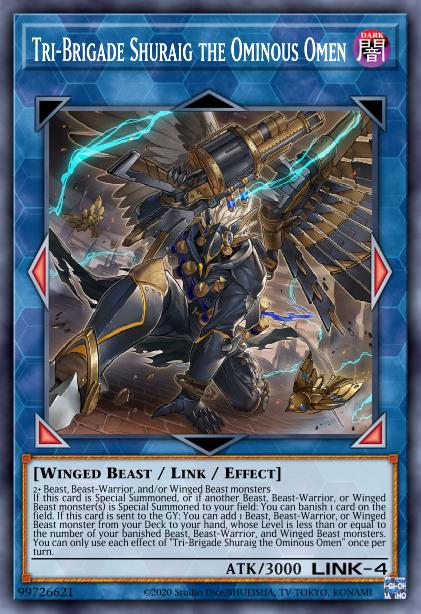 TRI-BRIGADE SHURAIG THE OMINOUS OMEN
DARK
闇
[WINGED BEAST / LINK / EFFECT]
2+ Beast, Beast-Warrior, and/or Winged Beast monsters
If this card is Special Summoned, or if another Beast, Beast-Warrior, or Winged
Beast monster(s) is Special Summoned to your field: You can banish 1 card on the
field. If this card is sent to the GY: You can add 1 Beast, Beast-Warrior, or Winged
Beast monster from your Deck to your hand, whose Level is less than or equal to
the number of your banished Beast, Beast-Warrior, and Winged Beast monsters.
You can only use each effect of "Tri-Brigade Shuraig the Ominous Omen" once per
turn.
ATK/3000 LINK-4
99726621 ©2020 Studio Dice/SHUEISHA, TV TOKYO, KONAMI